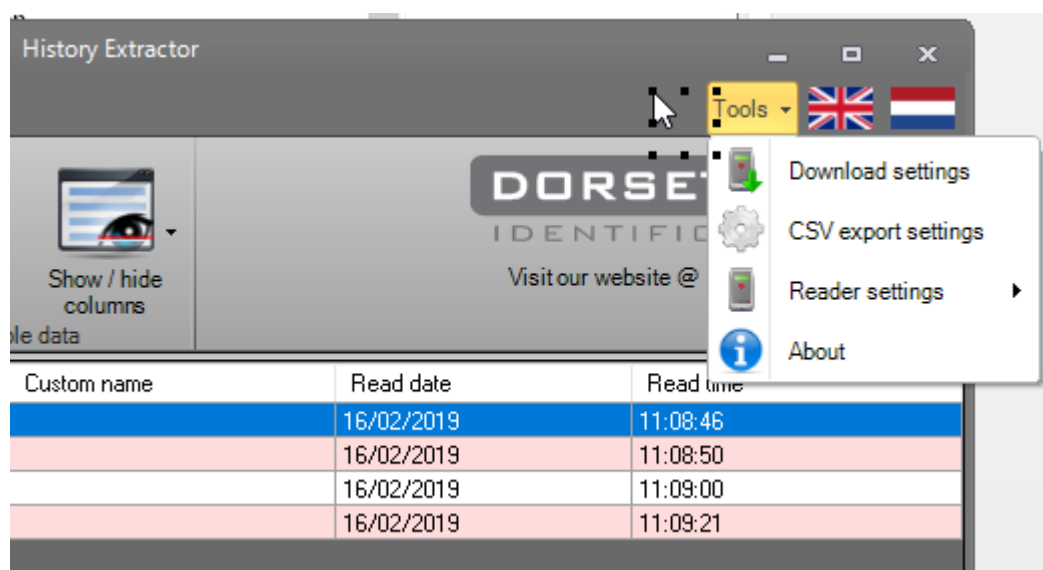 History Extractor
Tools
Download settings
DORSE
IDENTIFIC
CSV export settings
Show / hide
columns
Visit our website @
Reader settings
About
le data
Custom name
Read date
Read time
16/02/2019
11:08:46
16/02/2019
11:08:50
16/02/2019
11:09:00
16/02/2019
11:09:21